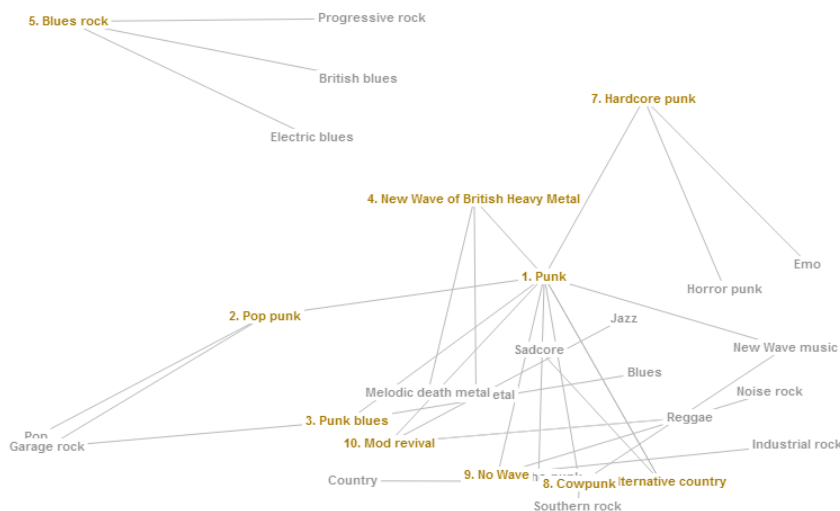 Progressive rock
5. Blues rock
British blues
7. Hardcore punk
Electric blues
4. New Wave of British Heavy Metal
Emo
1. Punk
Horror punk
2. Pop punk
Jazz
New Wave music
Sadcore
Blues
Noise rock
Melodic death metal
etal
Reggae
3. Punk blues
Pop
10. Mod revival
Garage rock
Industrial rock
9. No Wave
Country
8. Cowpunk
lternative country
Southern rock